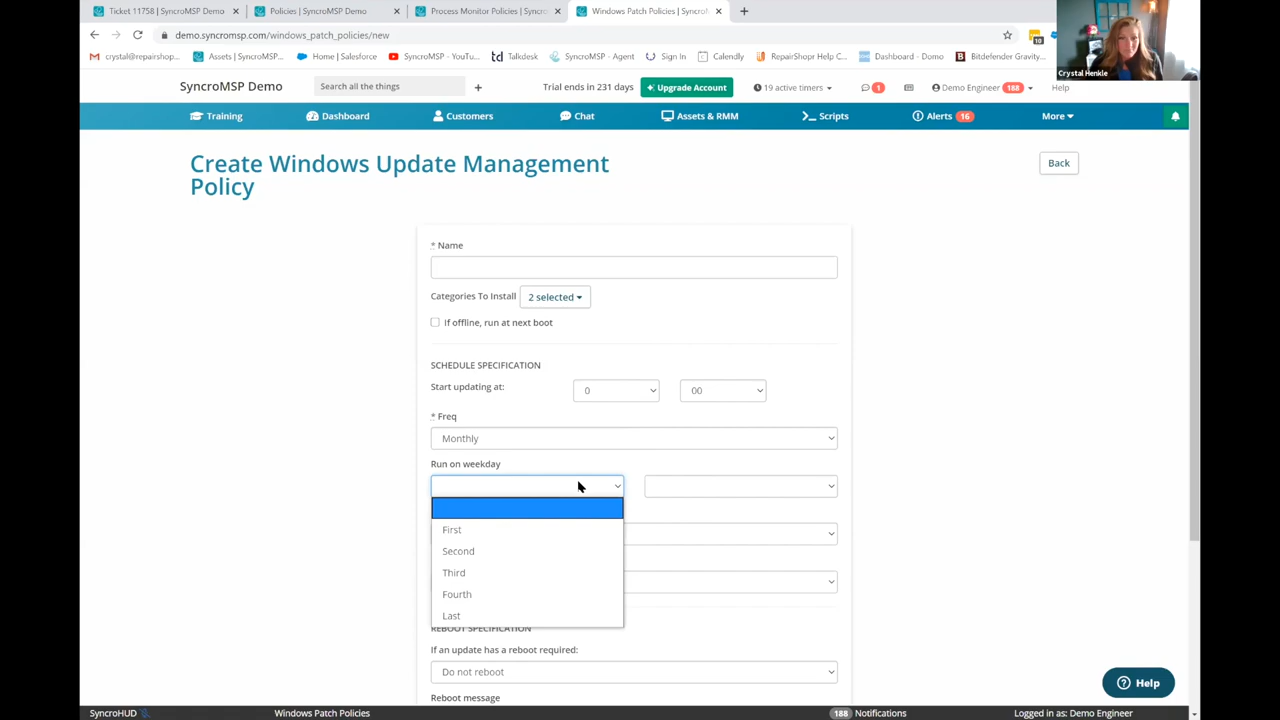 Ticket 11758 | SyncroMSP Demo
Policies | SyncroMSP
Process Monitor Policies | Syncro
Windows Patch Policies | SyncroM
demo.syncromsp.com/windows_patch_policies/new
10
crystal@repairshop...
Assets | SyncroMSP...
Home | Salesforce
SyncroMSP - YouTu...
Talkdesk
SyncroMSP - Agent
Sign In
Calendly
RepairShopr Help C...
Dashboard - Domo
Bitdefender Gravity...
Crystal Henkle
SyncroMSP Demo
Search all the things
Trial ends in 231 days
Upgrade Account
19 active timers
1
Demo Engineer 188
Help
Training
Dashboard
Customers
Chat
Assets & RMM
Scripts
Alerts 16
More
Create Windows Update Management
Policy
Back
* Name
Categories To Install
2 selected
If offline, run at next boot
SCHEDULE SPECIFICATION
Start updating at:
0
00
* Freq
Monthly
Run on weekday
First
Second
Third
Fourth
Last
REBOOT SPECIFICATION
If an update has a reboot required:
Do not reboot
Reboot message
Help
SyncroHUD
Windows Patch Policies
188 Notifications
Logged in as: Demo Engineer